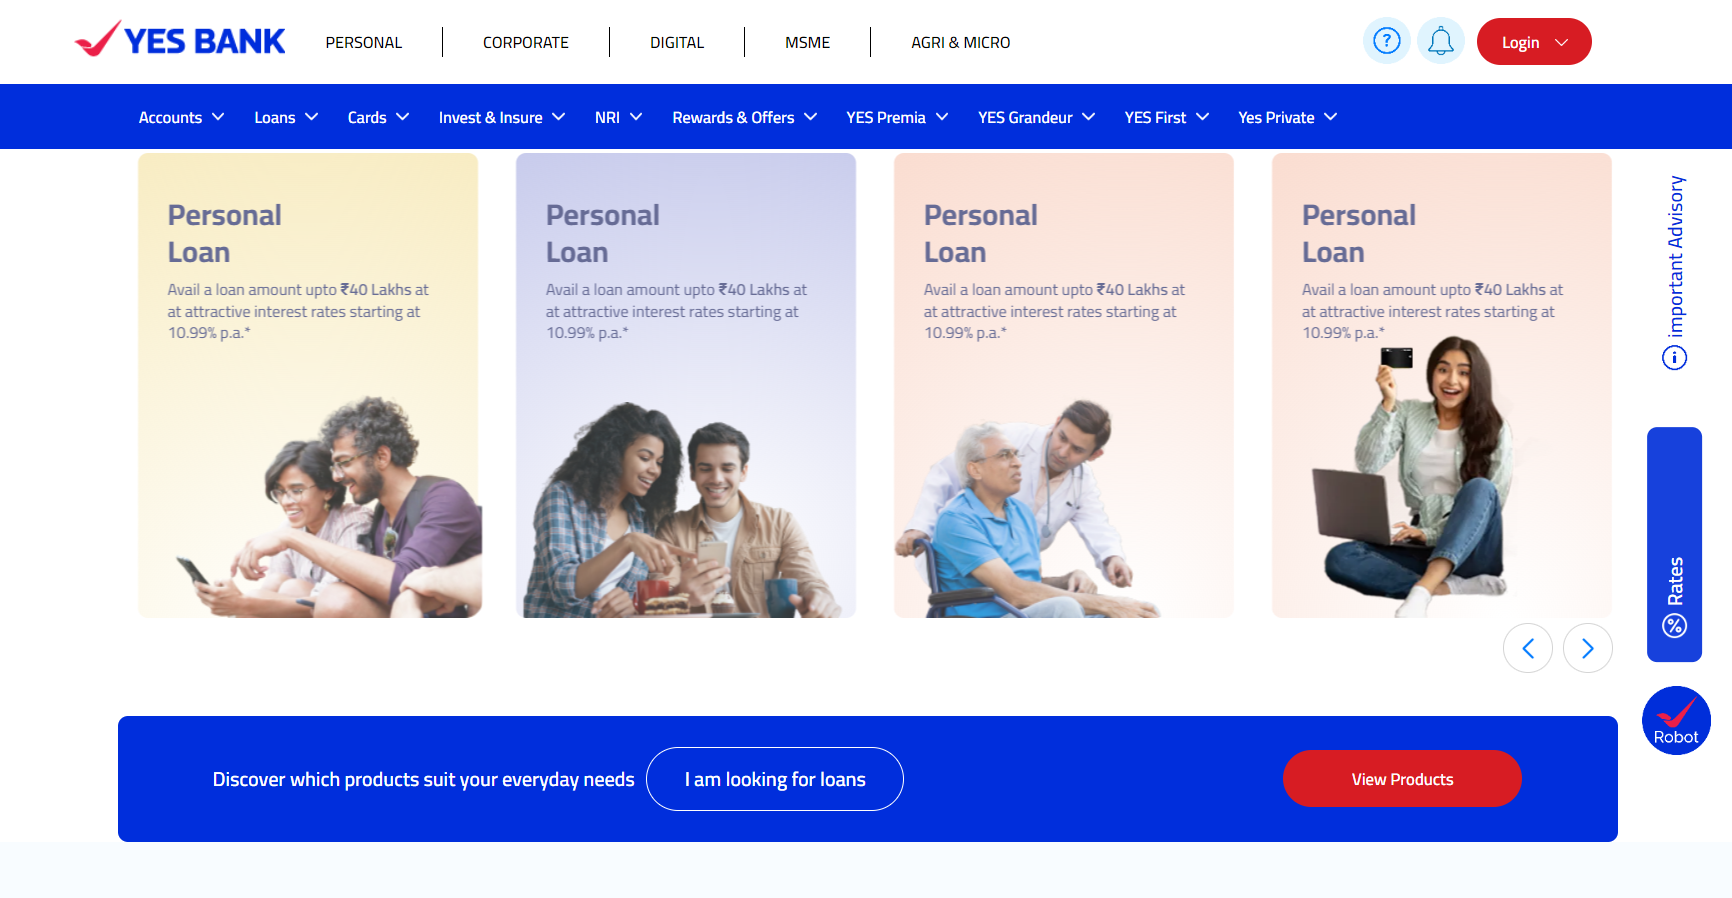 YES BANK
PERSONAL
CORPORATE
DIGITAL
MSME
AGRI & MICRO
Login
Accounts
Loans
Cards
Invest & Insure
NRI
Rewards & Offers
YES Premia
YES Grandeur
YES First
Yes Private
Personal
Loan
Avail a loan amount upto ₹40 Lakhs at
at attractive interest rates starting at
10.99% p.a.*
Personal
Loan
Avail a loan amount upto ₹40 Lakhs at
at attractive interest rates starting at
10.99% p.a.*
Personal
Loan
Avail a loan amount upto ₹40 Lakhs at
at attractive interest rates starting at
10.99% p.a.*
Personal
Loan
Avail a loan amount upto ₹40 Lakhs at
at attractive interest rates starting at
10.99% p.a.*
important Advisory
Rates
Robot
Discover which products suit your everyday needs
I am looking for loans
View Products